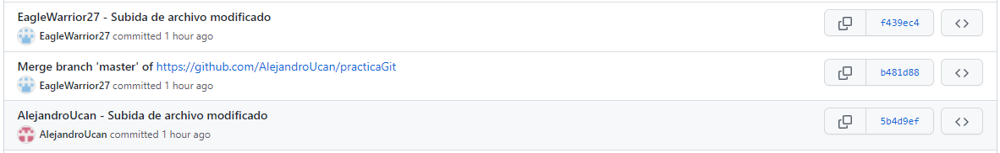 EagleWarrior27 - Subida de archivo modificado
EagleWarrior27 committed 1 hour ago
f439ec4
Merge branch 'master' of https://github.com/AlejandroUcan/practicaGit
EagleWarrior27 committed 1 hour ago
b481d88
AlejandroUcan - Subida de archivo modificado
AlejandroUcan committed 1 hour ago
5b4d9ef